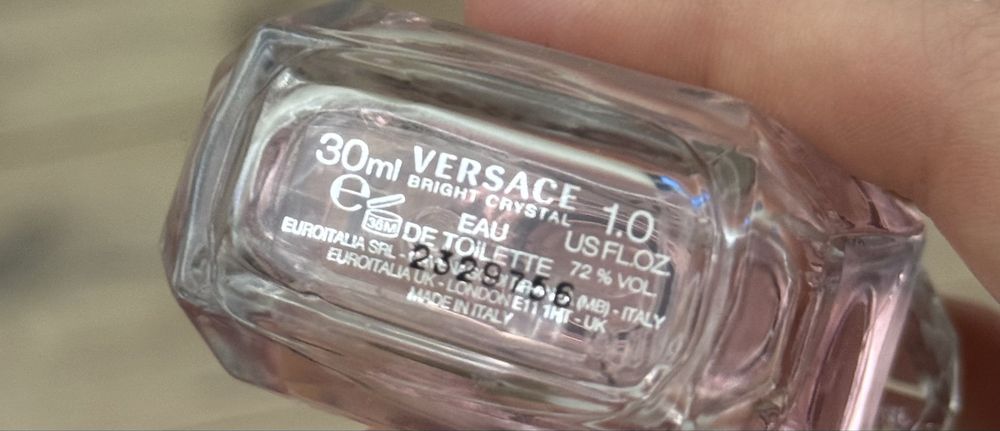 30ml VERSACE 1.0
BRIGHT CRYSTAL US FL.OZ
e 36M EAU 72 % VOL.
DE TOILETTE
EUROITALIA SRL - (MB) - ITALY
2329766
EUROITALIA UK - LONDON E11 1HT - UK
MADE IN ITALY